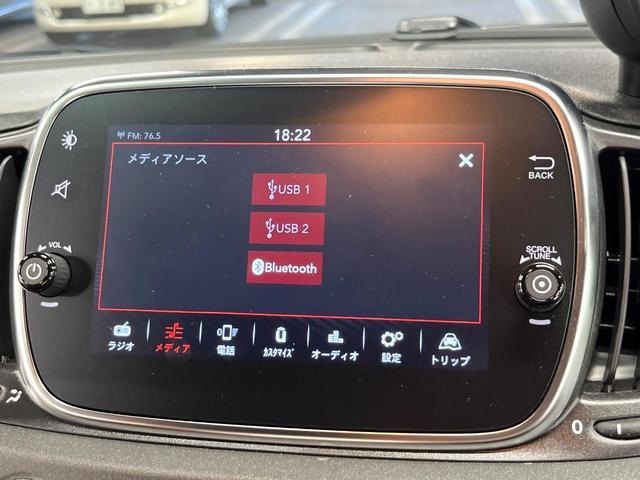 FM: 76.5
18:22
メディアソース
USB 1
USB 2
Bluetooth
BACK
VOL
SCROLL
TUNE
ラジオ
メディア
電話
ｶｽﾀﾏｲｽﾞ
オーディオ
設定
トリップ
0
I